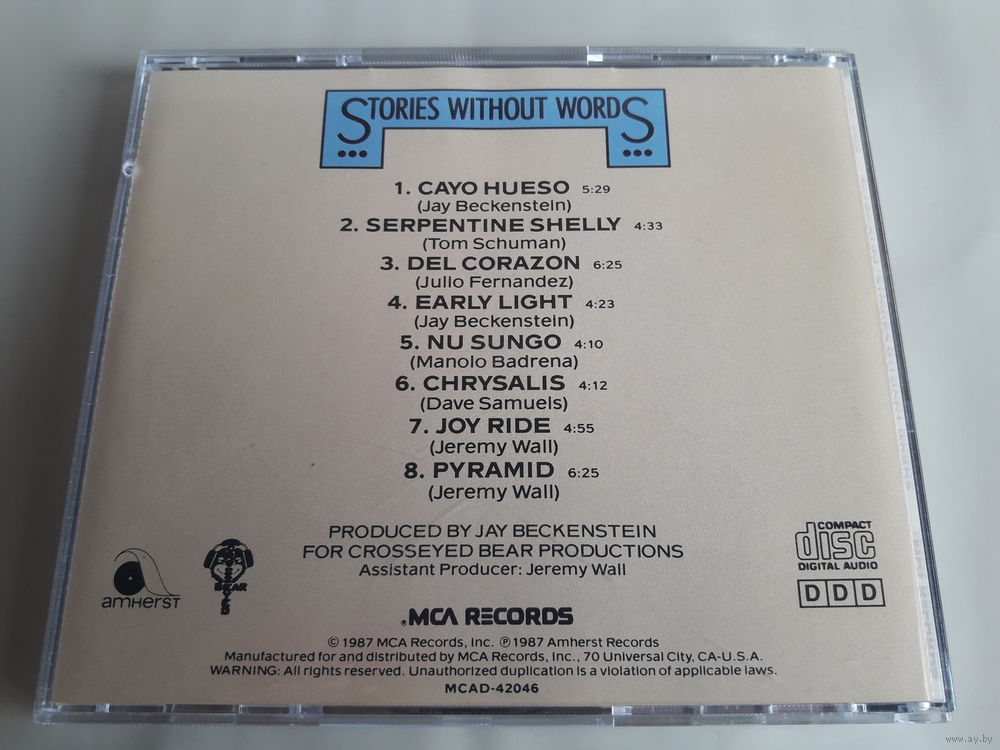 STORIES WITHOUT WORDS
1. CAYO HUESO 5:29
(Jay Beckenstein)
2. SERPENTINE SHELLY 4:33
(Tom Schuman)
3. DEL CORAZON 6:25
(Julio Fernandez)
4. EARLY LIGHT 4:23
(Jay Beckenstein)
5. NU SUNGO 4:10
(Manolo Badrena)
6. CHRYSALIS 4:12
(Dave Samuels)
7. JOY RIDE 4:55
(Jeremy Wall)
8. PYRAMID 6:25
(Jeremy Wall)
PRODUCED BY JAY BECKENSTEIN
FOR CROSSEYED BEAR PRODUCTIONS
Assistant Producer: Jeremy Wall
amHerST
BEAR
COMPACT
disc
DIGITAL AUDIO
DDD
®MCA RECORDS
© 1987 MCA Records, Inc. ℗1987 Amherst Records
Manufactured for and distributed by MCA Records, Inc., 70 Universal City, CA-U.S.A.
WARNING: All rights reserved. Unauthorized duplication is a violation of applicable laws.
MCAD-42046
www.ay.by